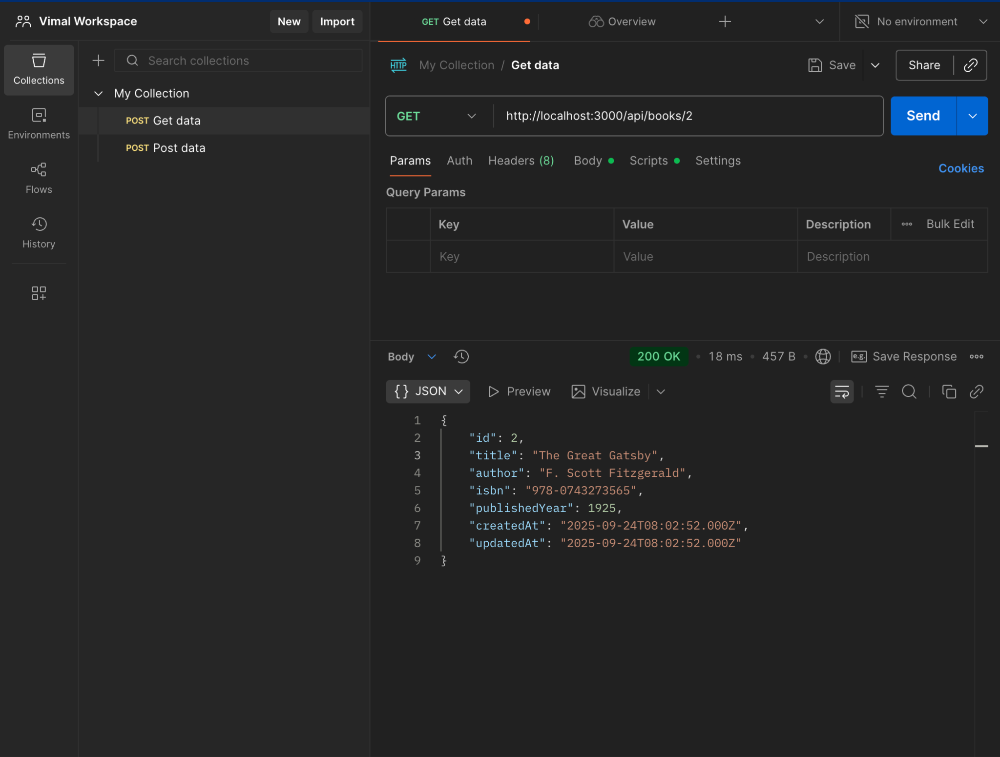 Vimal Workspace
New
Import
GET Get data
Overview
No environment
Collections
Environments
Flows
History
Search collections
My Collection
POST Get data
POST Post data
HTTP
My Collection / Get data
Save
Share
GET
http://localhost:3000/api/books/2
Send
Params
Auth
Headers (8)
Body
Scripts
Settings
Cookies
Query Params
Key
Value
Description
Bulk Edit
Key
Value
Description
Body
200 OK
18 ms
457 B
e.g.
Save Response
{} JSON
Preview
Visualize
1 {
2 "id": 2,
3 "title": "The Great Gatsby",
4 "author": "F. Scott Fitzgerald",
5 "isbn": "978-0743273565",
6 "publishedYear": 1925,
7 "createdAt": "2025-09-24T08:02:52.000Z",
8 "updatedAt": "2025-09-24T08:02:52.000Z"
9 }